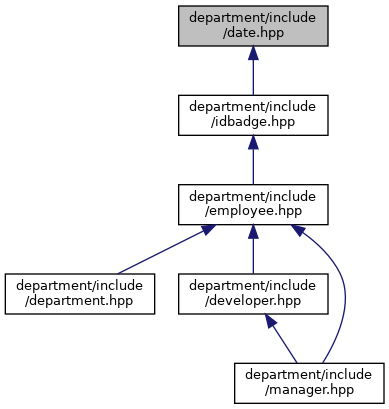 department/include
/date.hpp
department/include
/idbadge.hpp
department/include
/employee.hpp
department/include
/department.hpp
department/include
/developer.hpp
department/include
/manager.hpp